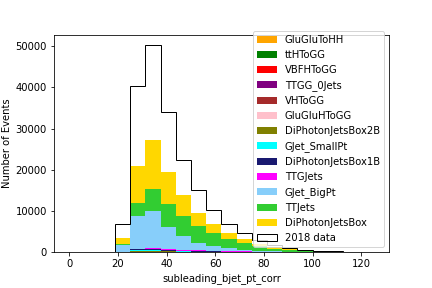 GluGluToHH
ttHToGG
VBFHToGG
TTGG_0Jets
VHToGG
GluGluHToGG
DiPhotonJetsBox2B
GJet_SmallPt
DiPhotonJetsBox1B
TTGJets
GJet_BigPt
TTJets
DiPhotonJetsBox
2018 data
Number of Events
50000
40000
30000
20000
10000
0
0 20 40 60 80 100 120
subleading_bjet_pt_corr